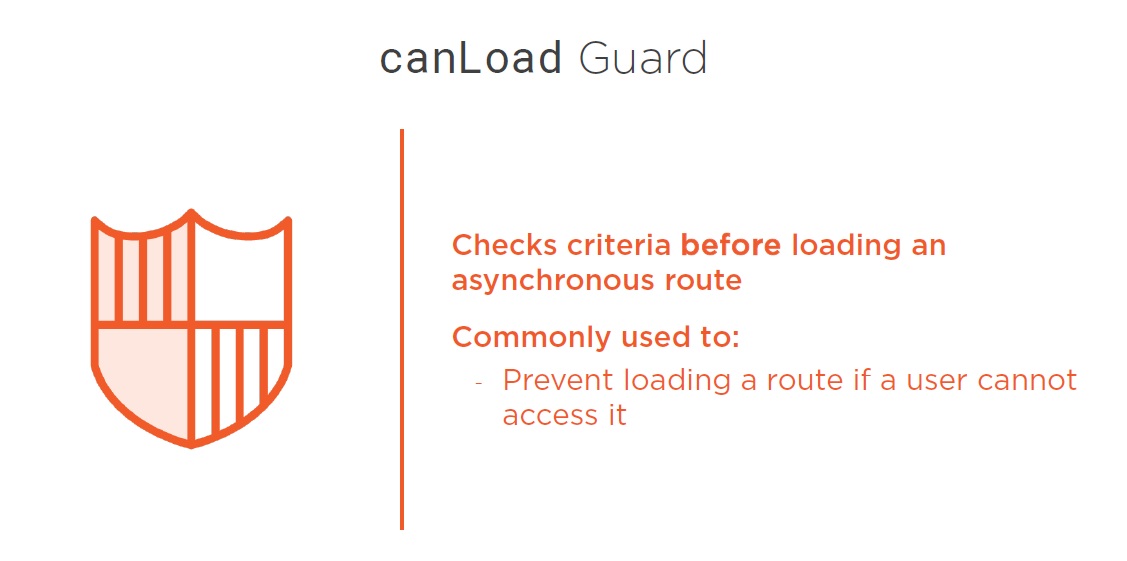 canLoad Guard
Checks criteria before loading an
asynchronous route
Commonly used to:
- Prevent loading a route if a user cannot
access it